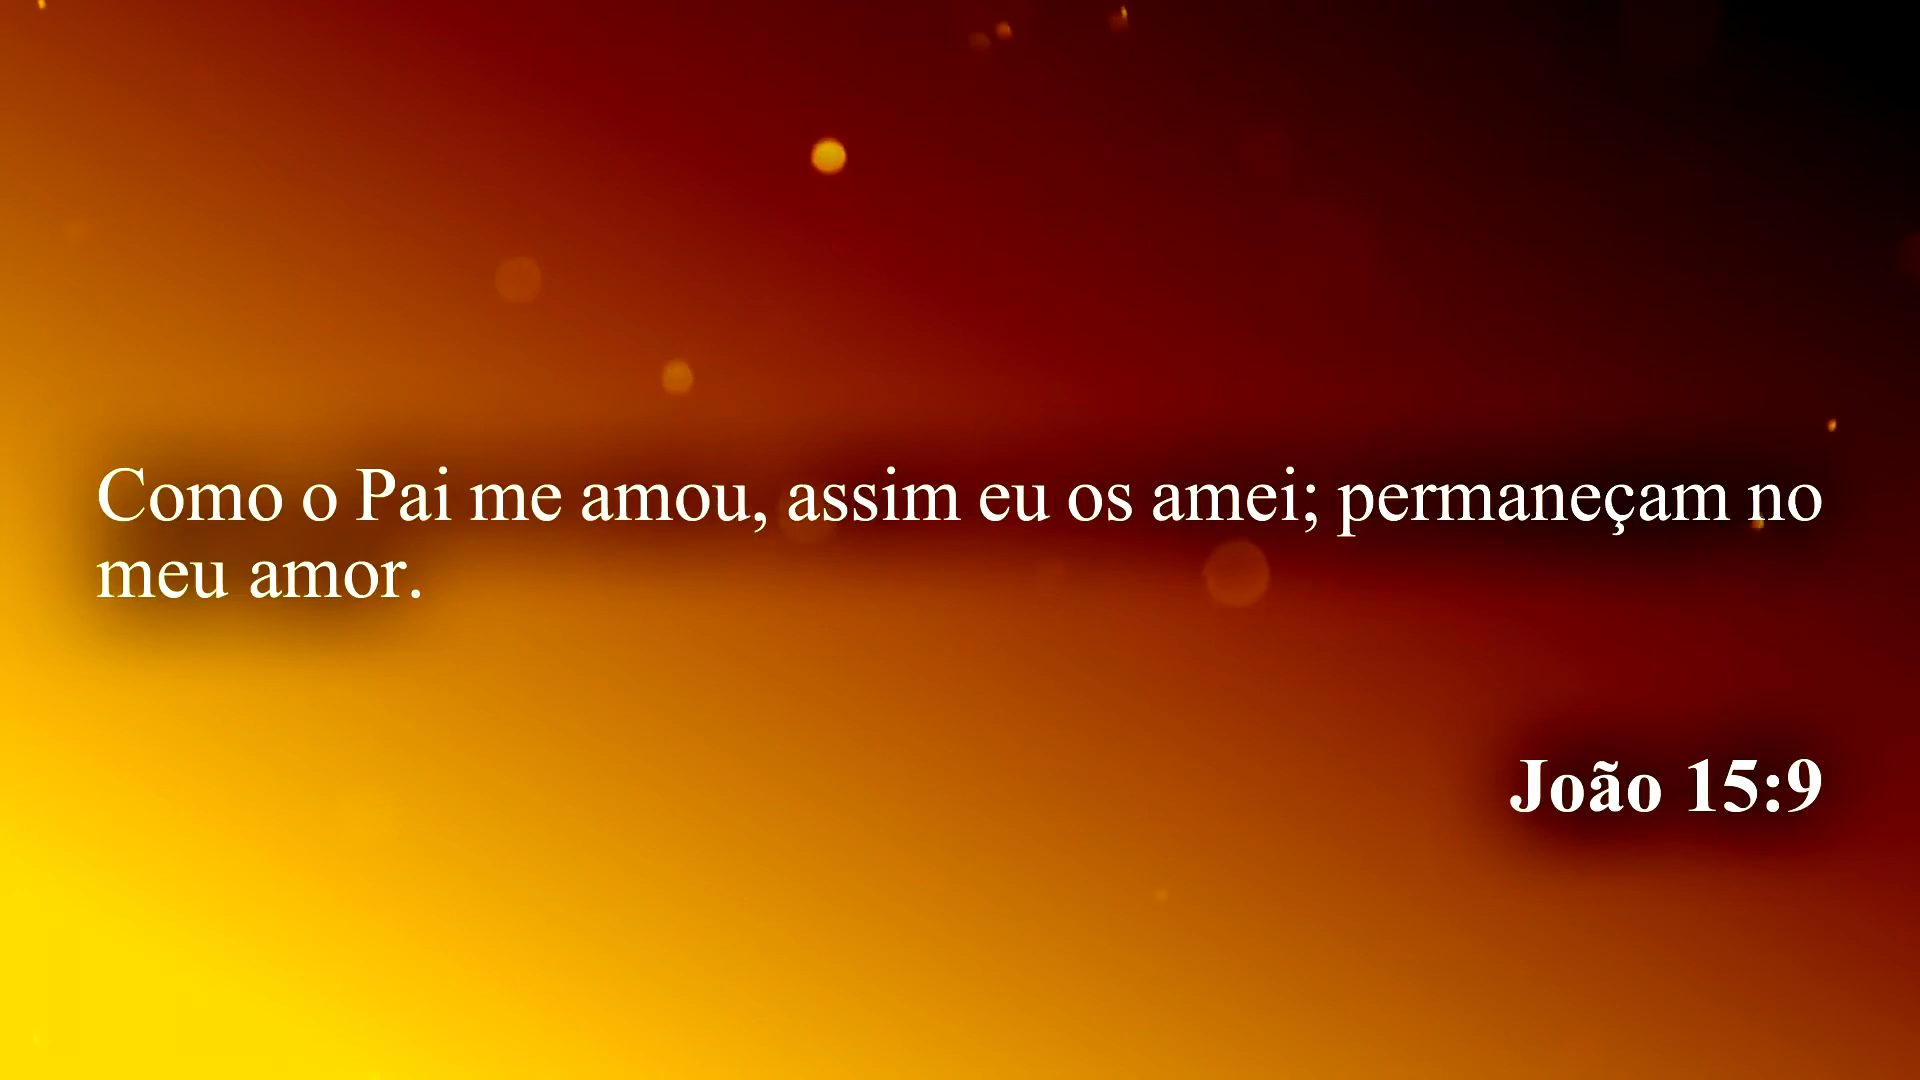 Como o Pai me amou, assim eu os amei; permaneçam no
meu amor.
João 15:9